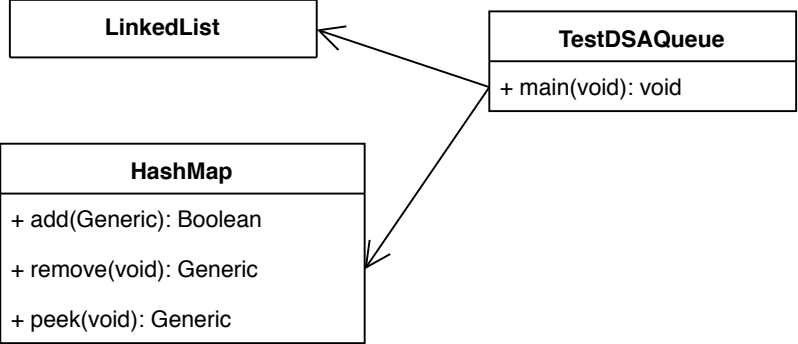 LinkedList
TestDSAQueue
+ main(void): void
HashMap
+ add(Generic): Boolean
+ remove(void): Generic
+ peek(void): Generic